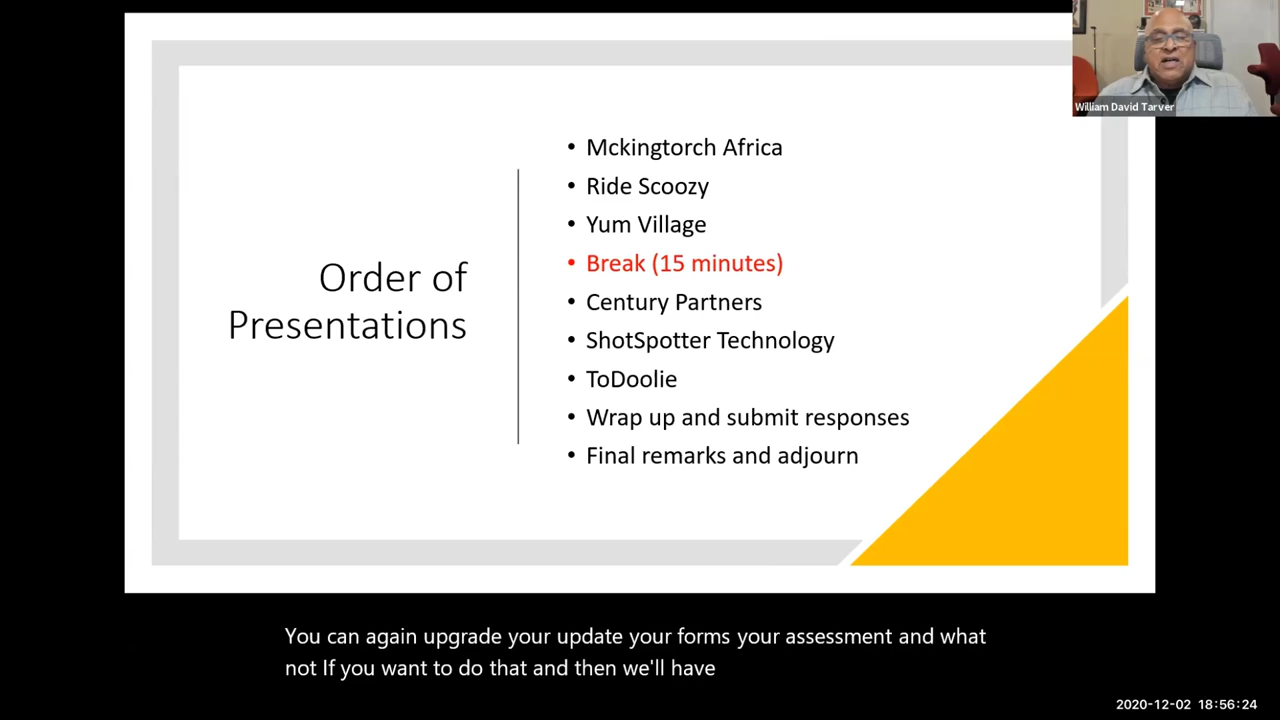 William David Tarver
Order of
Presentations
• Mckingtorch Africa
• Ride Scoozy
• Yum Village
• Break (15 minutes)
• Century Partners
• ShotSpotter Technology
• ToDoolie
• Wrap up and submit responses
• Final remarks and adjourn
You can again upgrade your update your forms your assessment and what
not If you want to do that and then we'll have
2020-12-02 18:56:24